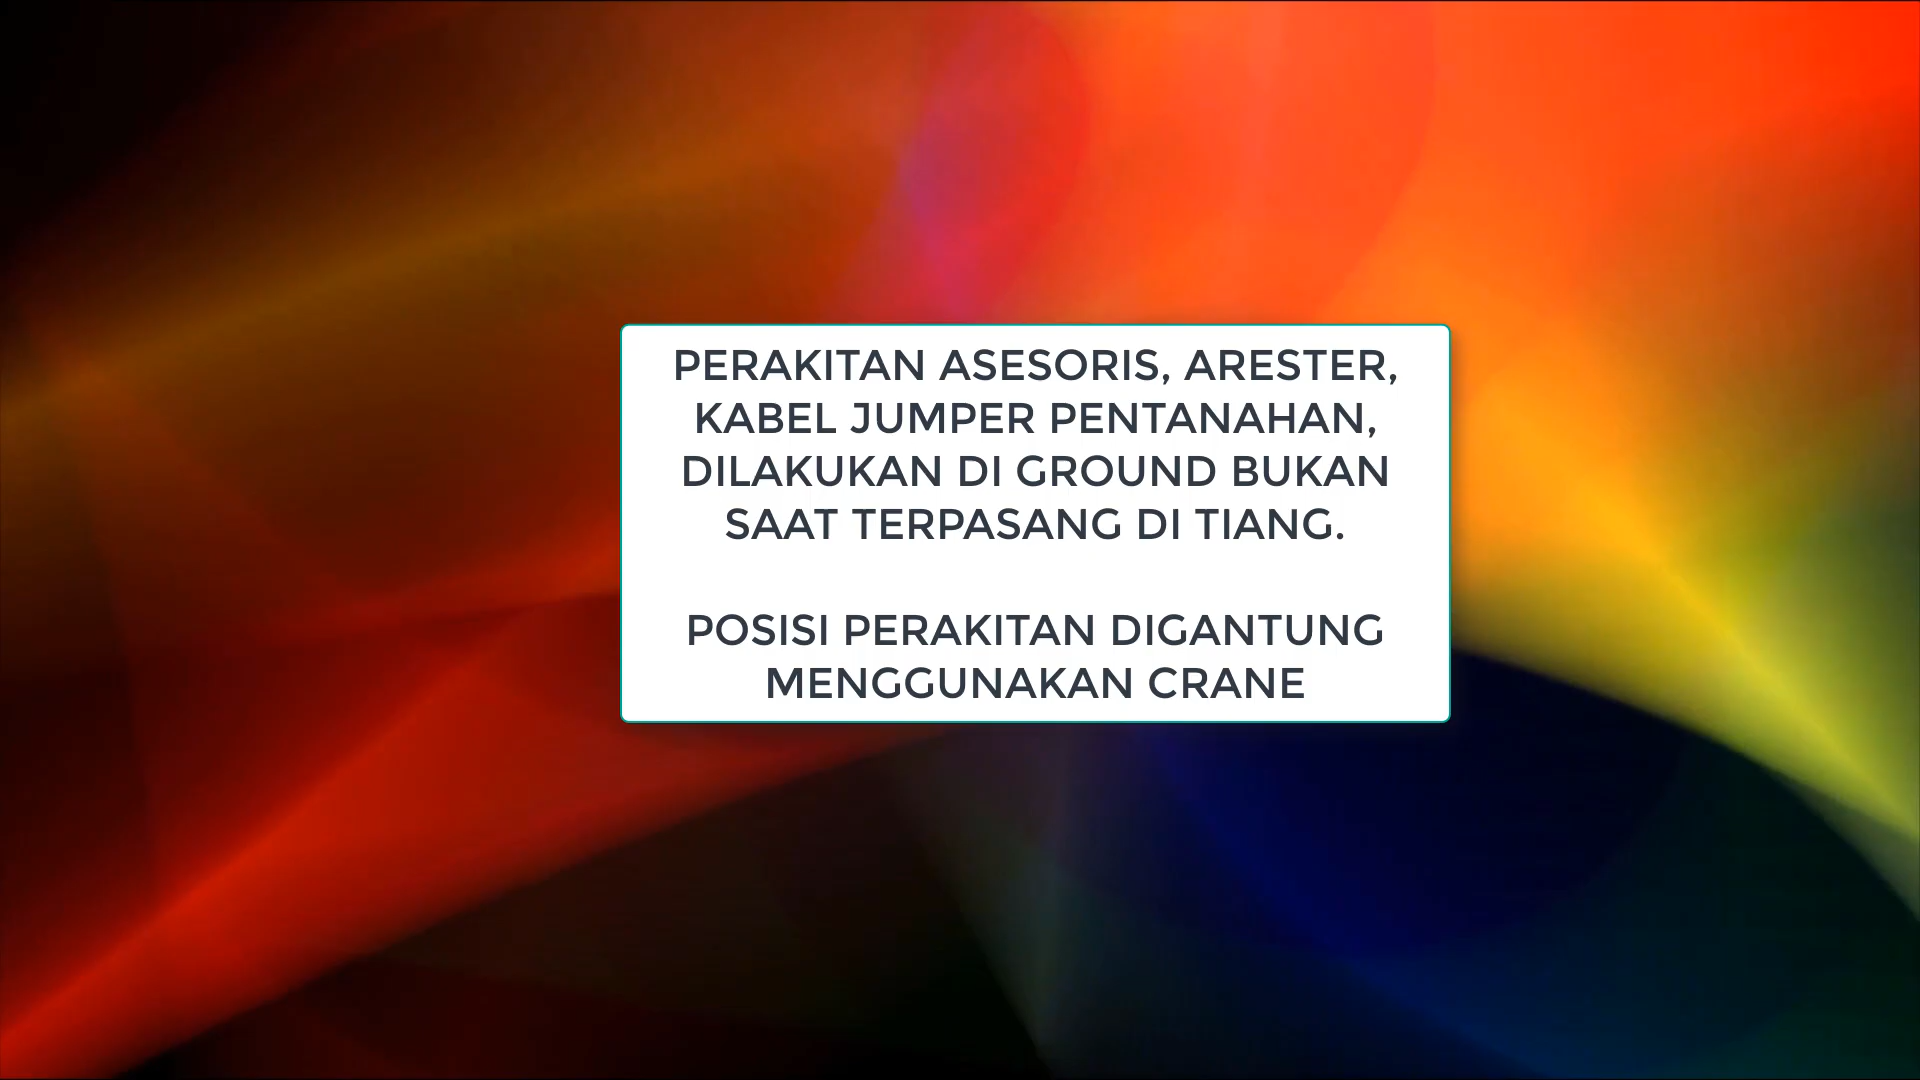 PERAKITAN ASESORIS, ARESTER,
KABEL JUMPER PENTANAHAN,
DILAKUKAN DI GROUND BUKAN
SAAT TERPASANG DI TIANG.
POSISI PERAKITAN DIGANTUNG
MENGGUNAKAN CRANE